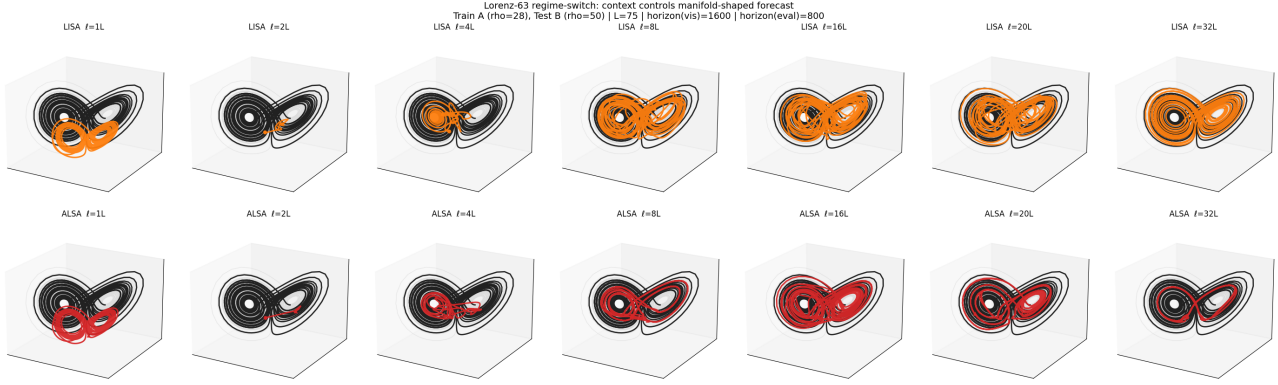 Lorenz-63 regime-switch: context controls manifold-shaped forecast
Train A (rho=28), Test B (rho=50) | L=75 | horizon(vis)=1600 | horizon(eval)=800
LISA ℓ=1L
LISA ℓ=2L
LISA ℓ=4L
LISA ℓ=8L
LISA ℓ=16L
LISA ℓ=20L
LISA ℓ=32L
ALSA ℓ=1L
ALSA ℓ=2L
ALSA ℓ=4L
ALSA ℓ=8L
ALSA ℓ=16L
ALSA ℓ=20L
ALSA ℓ=32L